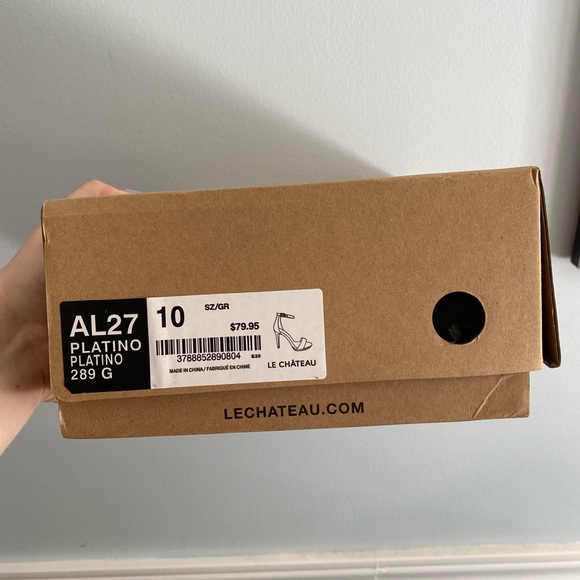 AL27
PLATINO
PLATINO
289 G
10 SZ/GR
$79.95
3788852890804 S20
MADE IN CHINA / FABRIQUÉ EN CHINE
LE CHÂTEAU
LECHATEAU.COM